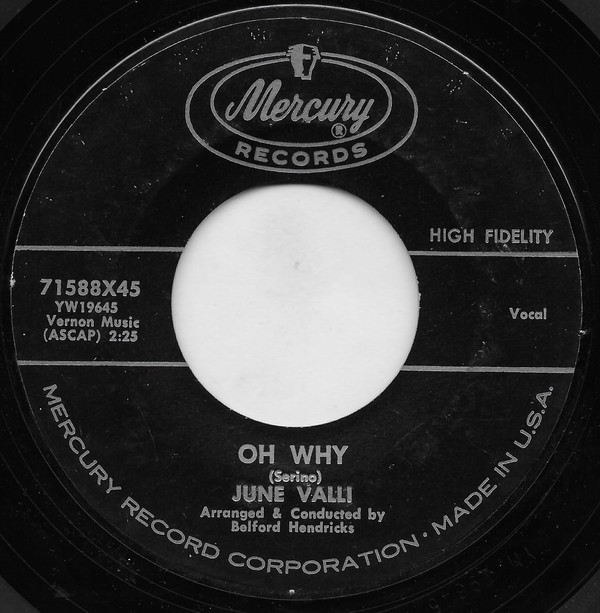 Mercury
®
RECORDS
HIGH FIDELITY
71588X45
YW19645
Vernon Music
(ASCAP) 2:25
Vocal
OH WHY
(Serino)
JUNE VALLI
Arranged & Conducted by
Belford Hendricks
MERCURY RECORD CORPORATION • MADE IN U.S.A.